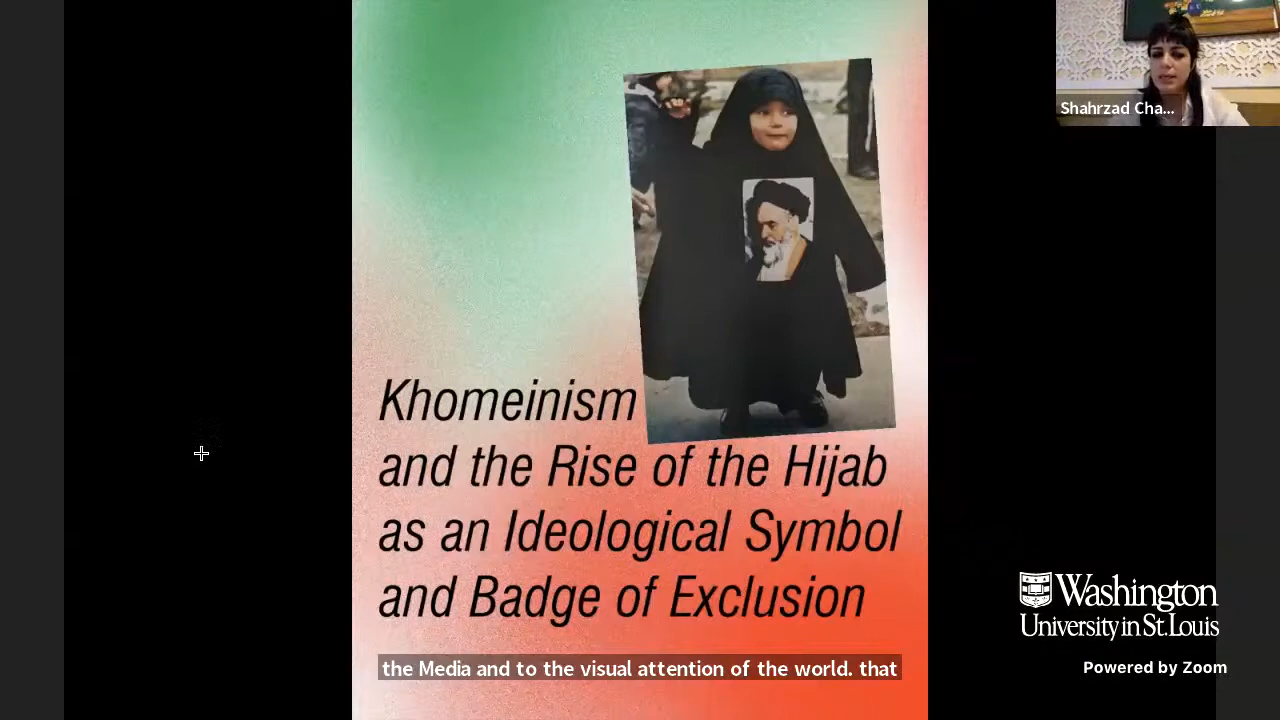 Shahrzad Cha...
Khomeinism
and the Rise of the Hijab
as an Ideological Symbol
and Badge of Exclusion
the Media and to the visual attention of the world. that
Washington
University in St. Louis
Powered by Zoom